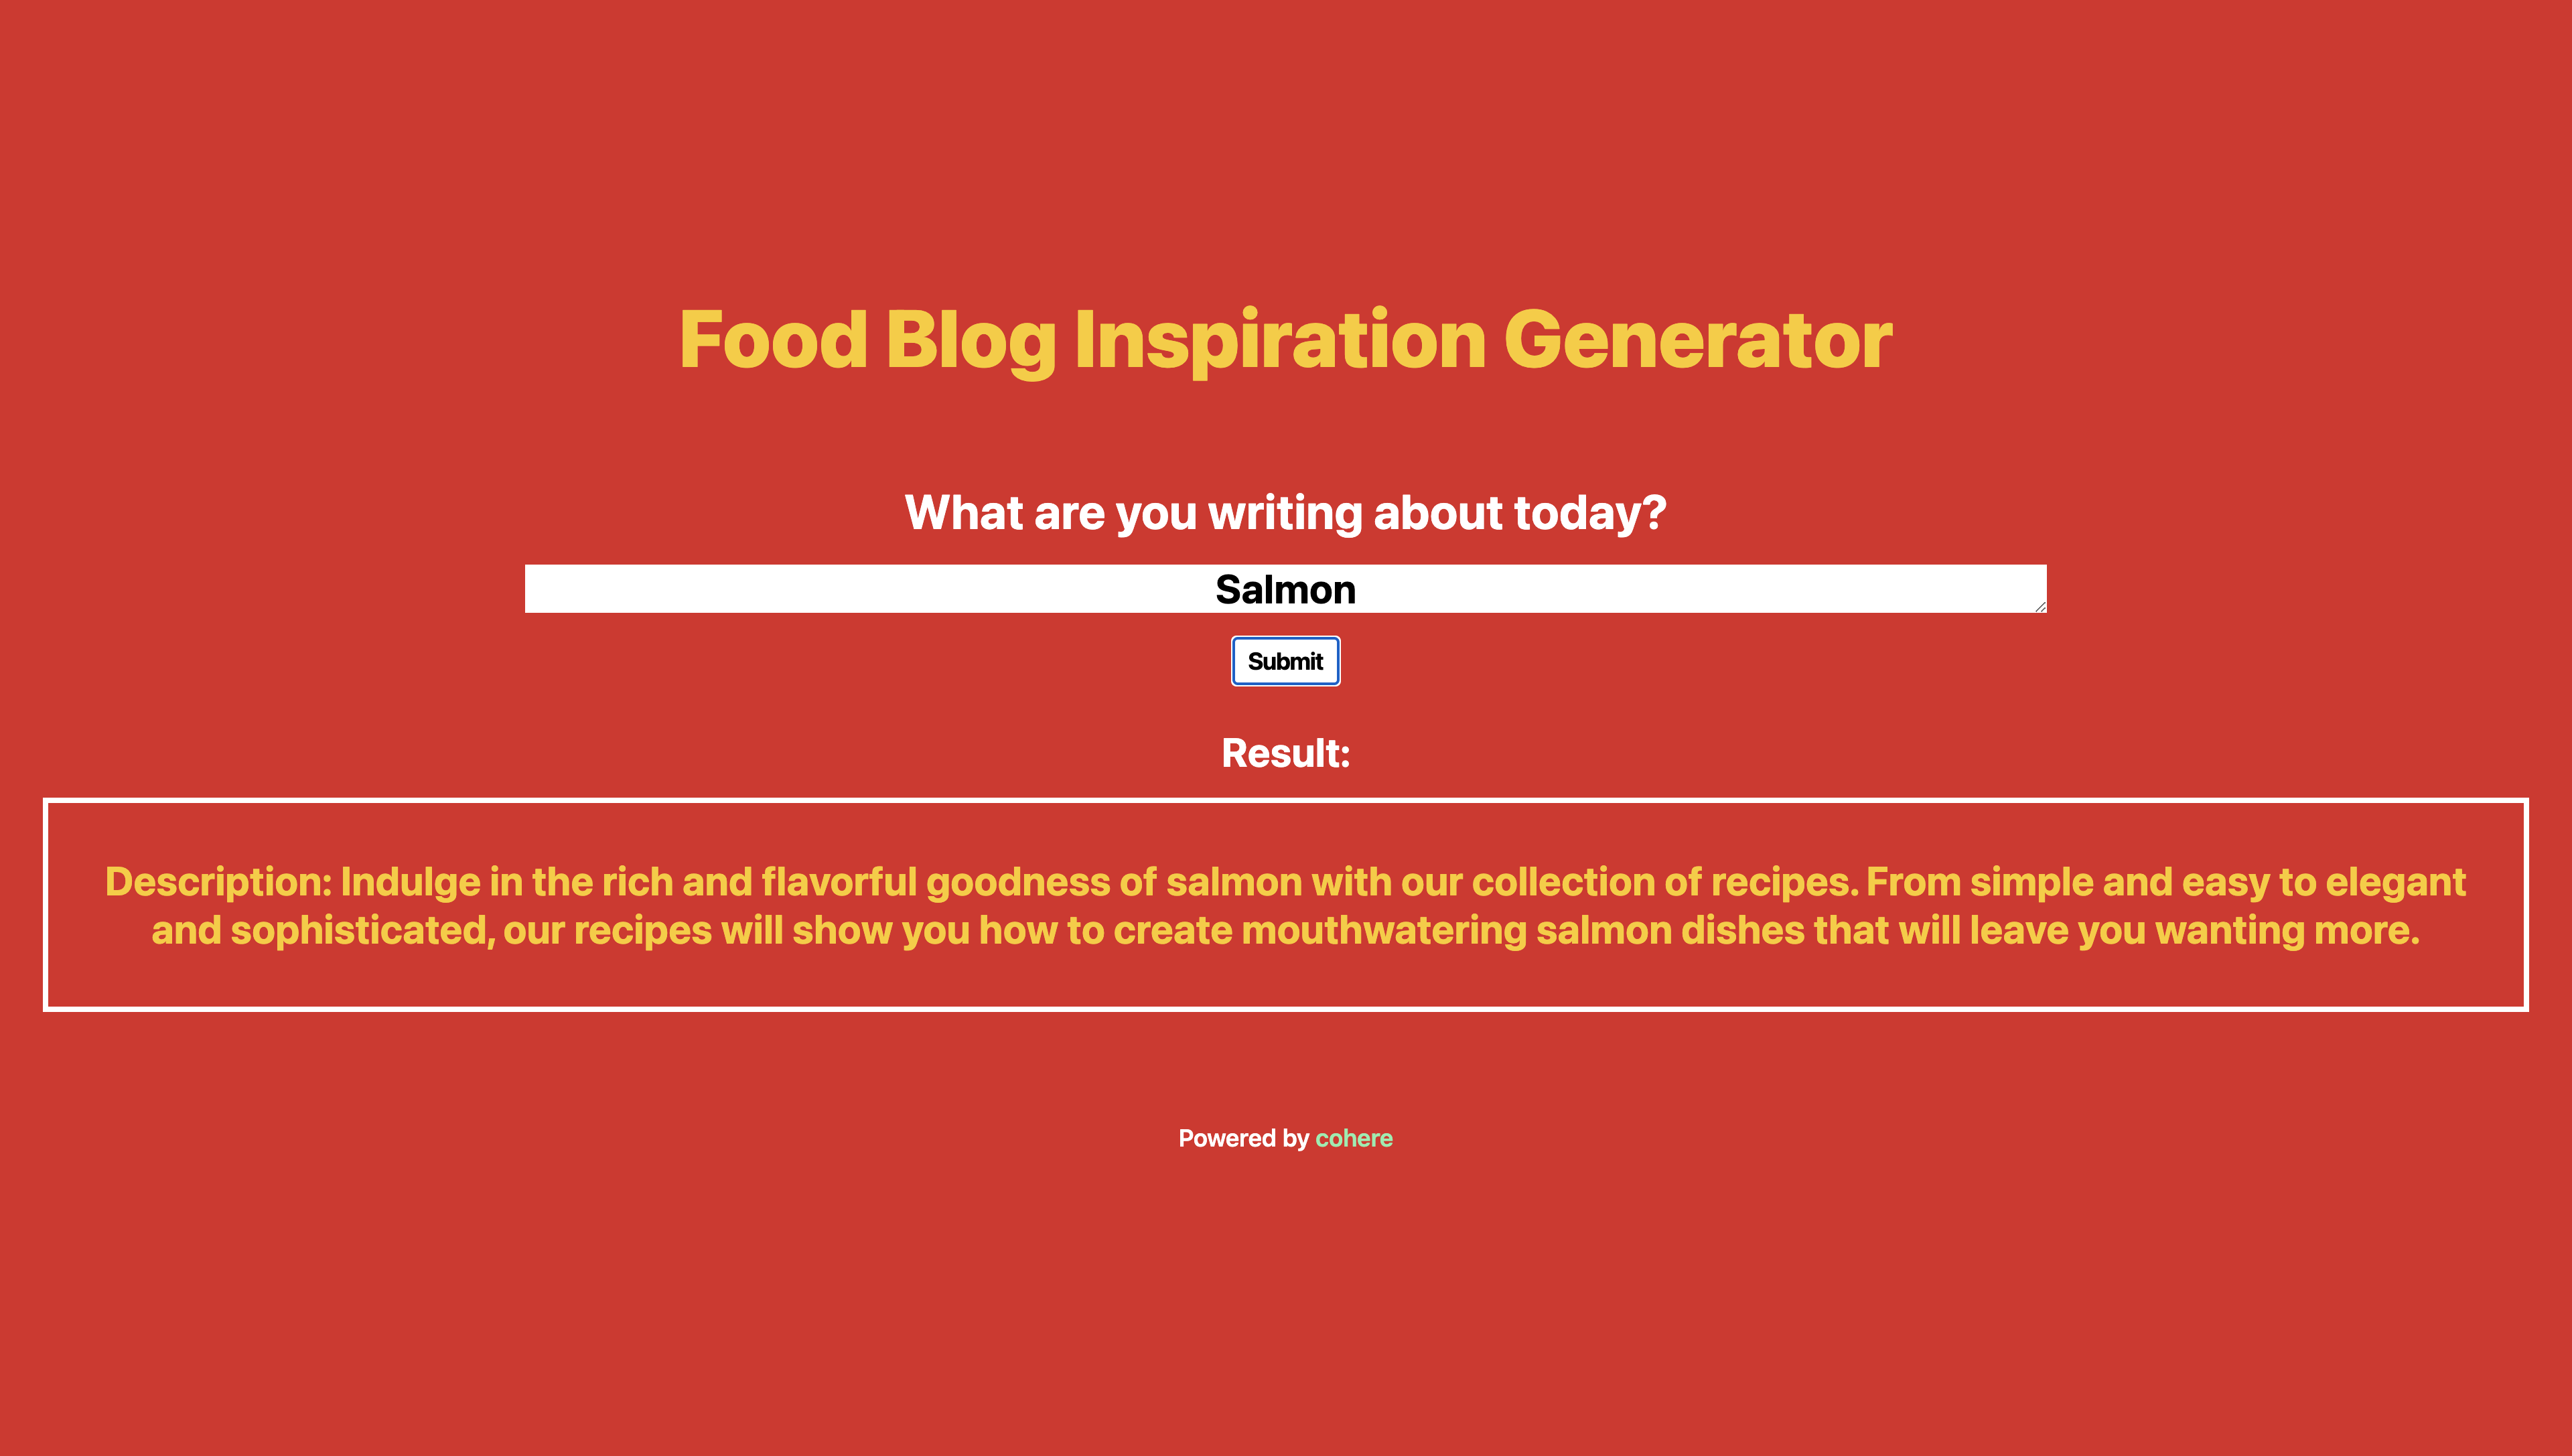 Food Blog Inspiration Generator
What are you writing about today?
Salmon
Submit
Result:
Description: Indulge in the rich and flavorful goodness of salmon with our collection of recipes. From simple and easy to elegant
and sophisticated, our recipes will show you how to create mouthwatering salmon dishes that will leave you wanting more.
Powered by cohere